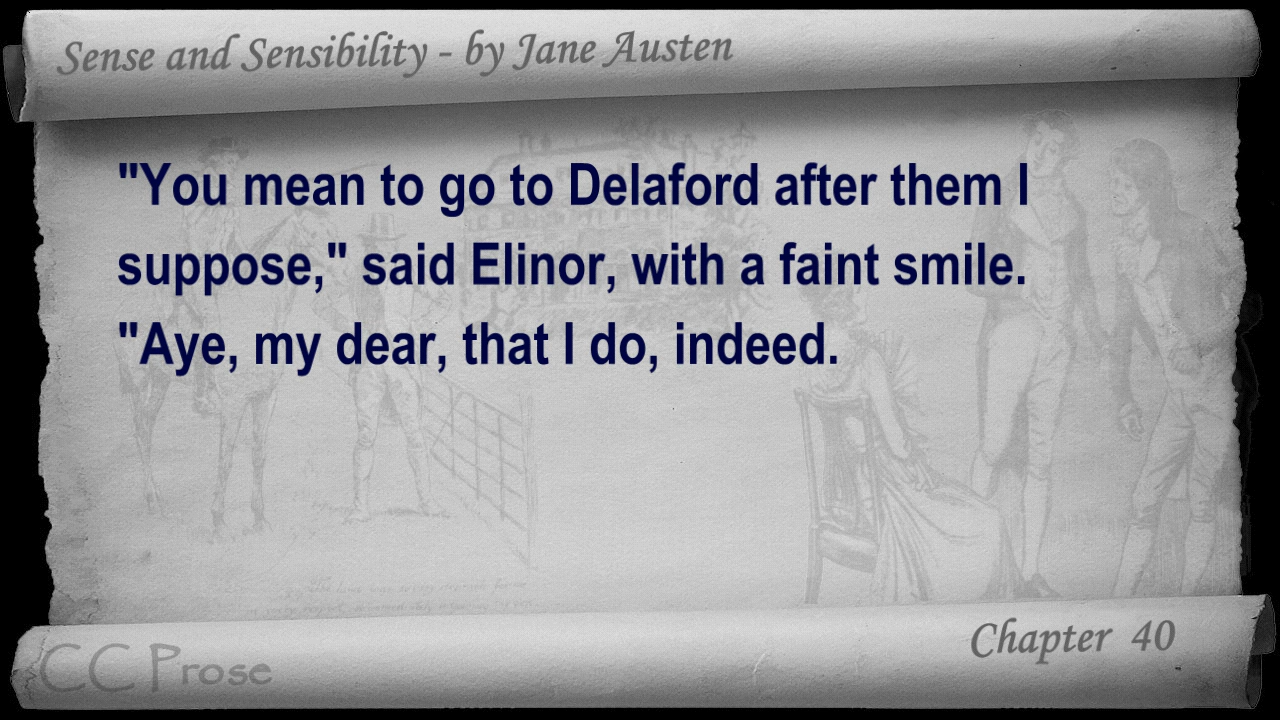 Sense and Sensibility - by Jane Austen
"You mean to go to Delaford after them I
suppose," said Elinor, with a faint smile.
"Aye, my dear, that I do, indeed.
Chapter 40
CC Prose